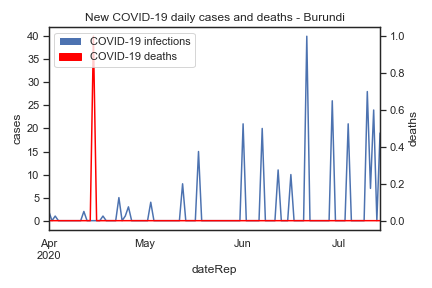 New COVID-19 daily cases and deaths - Burundi
COVID-19 infections
COVID-19 deaths
40
35
30
25
20
15
10
5
0
cases
1.0
0.8
0.6
0.4
0.2
0.0
deaths
Apr May Jun Jul
2020
dateRep